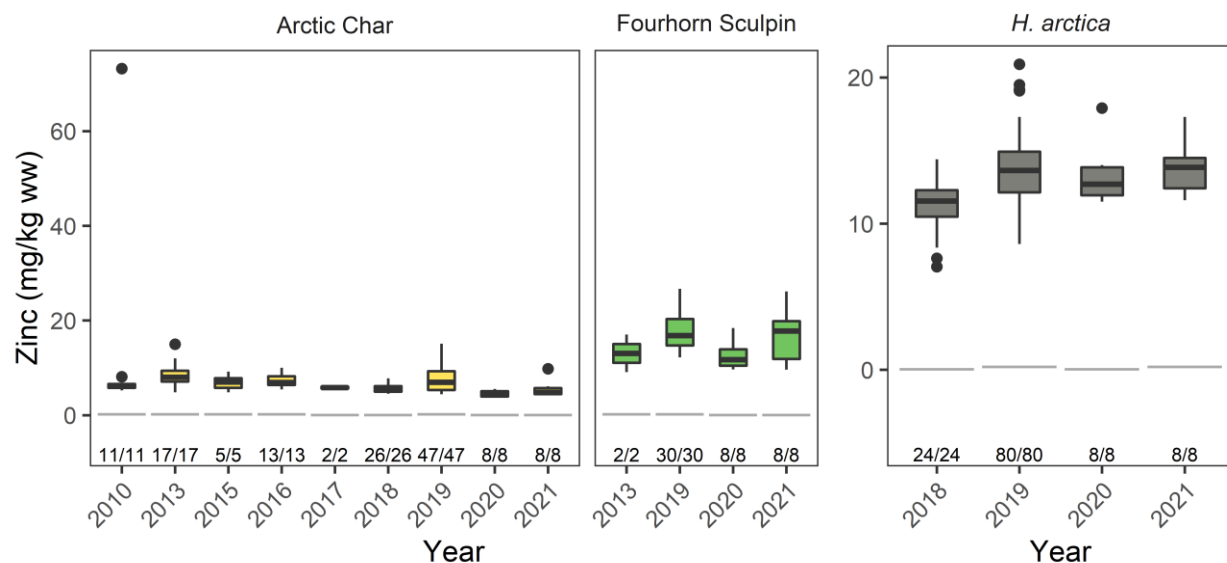 Arctic Char
Fourhorn Sculpin
H. arctica
Zinc (mg/kg ww)
60
40
20
0
20
10
0
11/11 17/17 5/5 13/13 2/2 26/26 47/47 8/8 8/8
2/2 30/30 8/8 8/8
24/24 80/80 8/8 8/8
2010 2013 2015 2016 2017 2018 2019 2020 2021
2013 2019 2020 2021
2018 2019 2020 2021
Year
Year